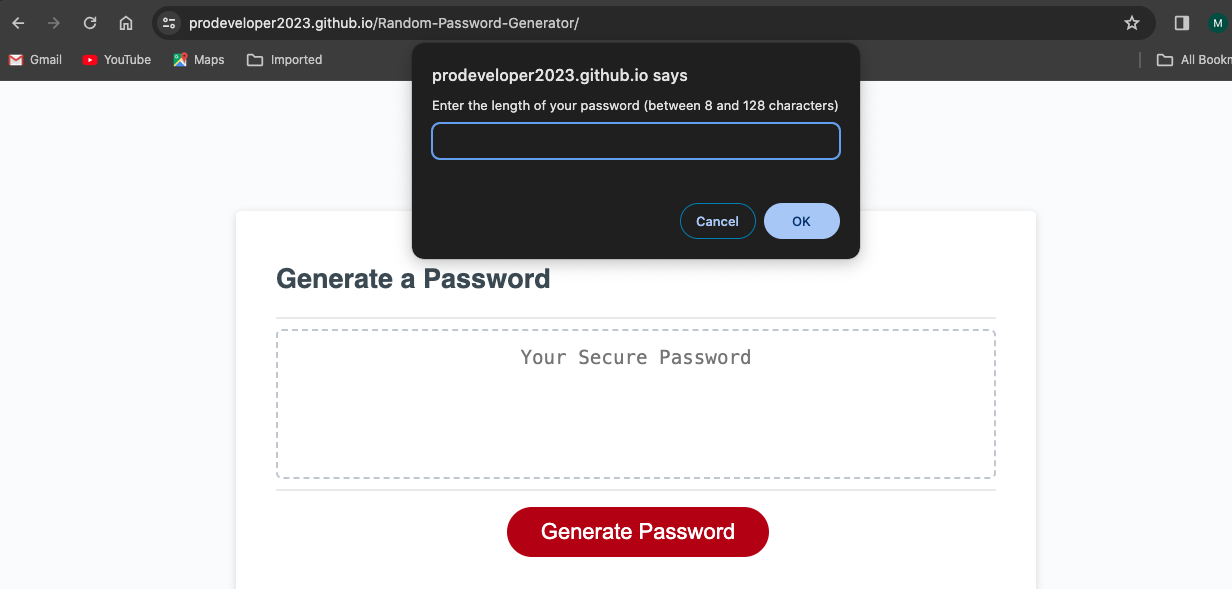 prodeveloper2023.github.io/Random-Password-Generator/
M
Gmail YouTube Maps Imported All Bookm
prodeveloper2023.github.io says
Enter the length of your password (between 8 and 128 characters)
Cancel OK
Generate a Password
Your Secure Password
Generate Password